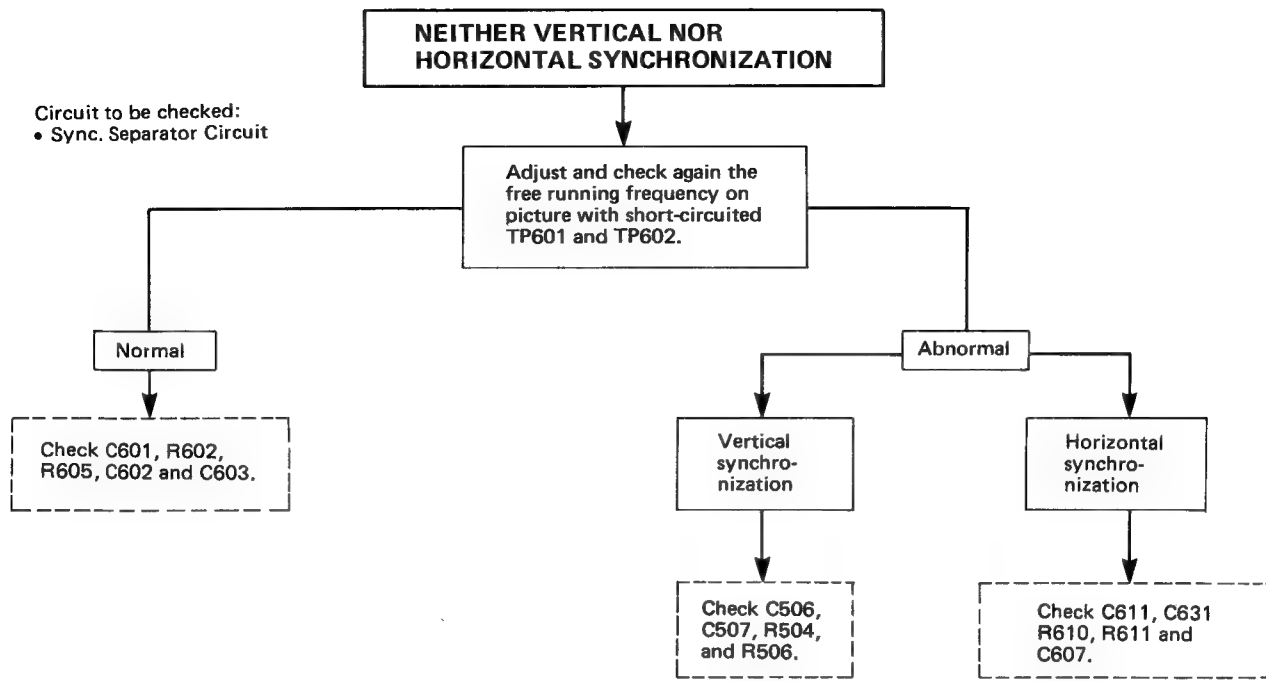 NEITHER VERTICAL NOR
HORIZONTAL SYNCHRONIZATION
Circuit to be checked:
• Sync. Separator Circuit
Adjust and check again the
free running frequency on
picture with short-circuited
TP601 and TP602.
Normal
Abnormal
Check C601, R602,
R605, C602 and C603.
Vertical
synchro-
nization
Horizontal
synchro-
nization
Check C506,
C507, R504,
and R506.
Check C611, C631
R610, R611 and
C607.